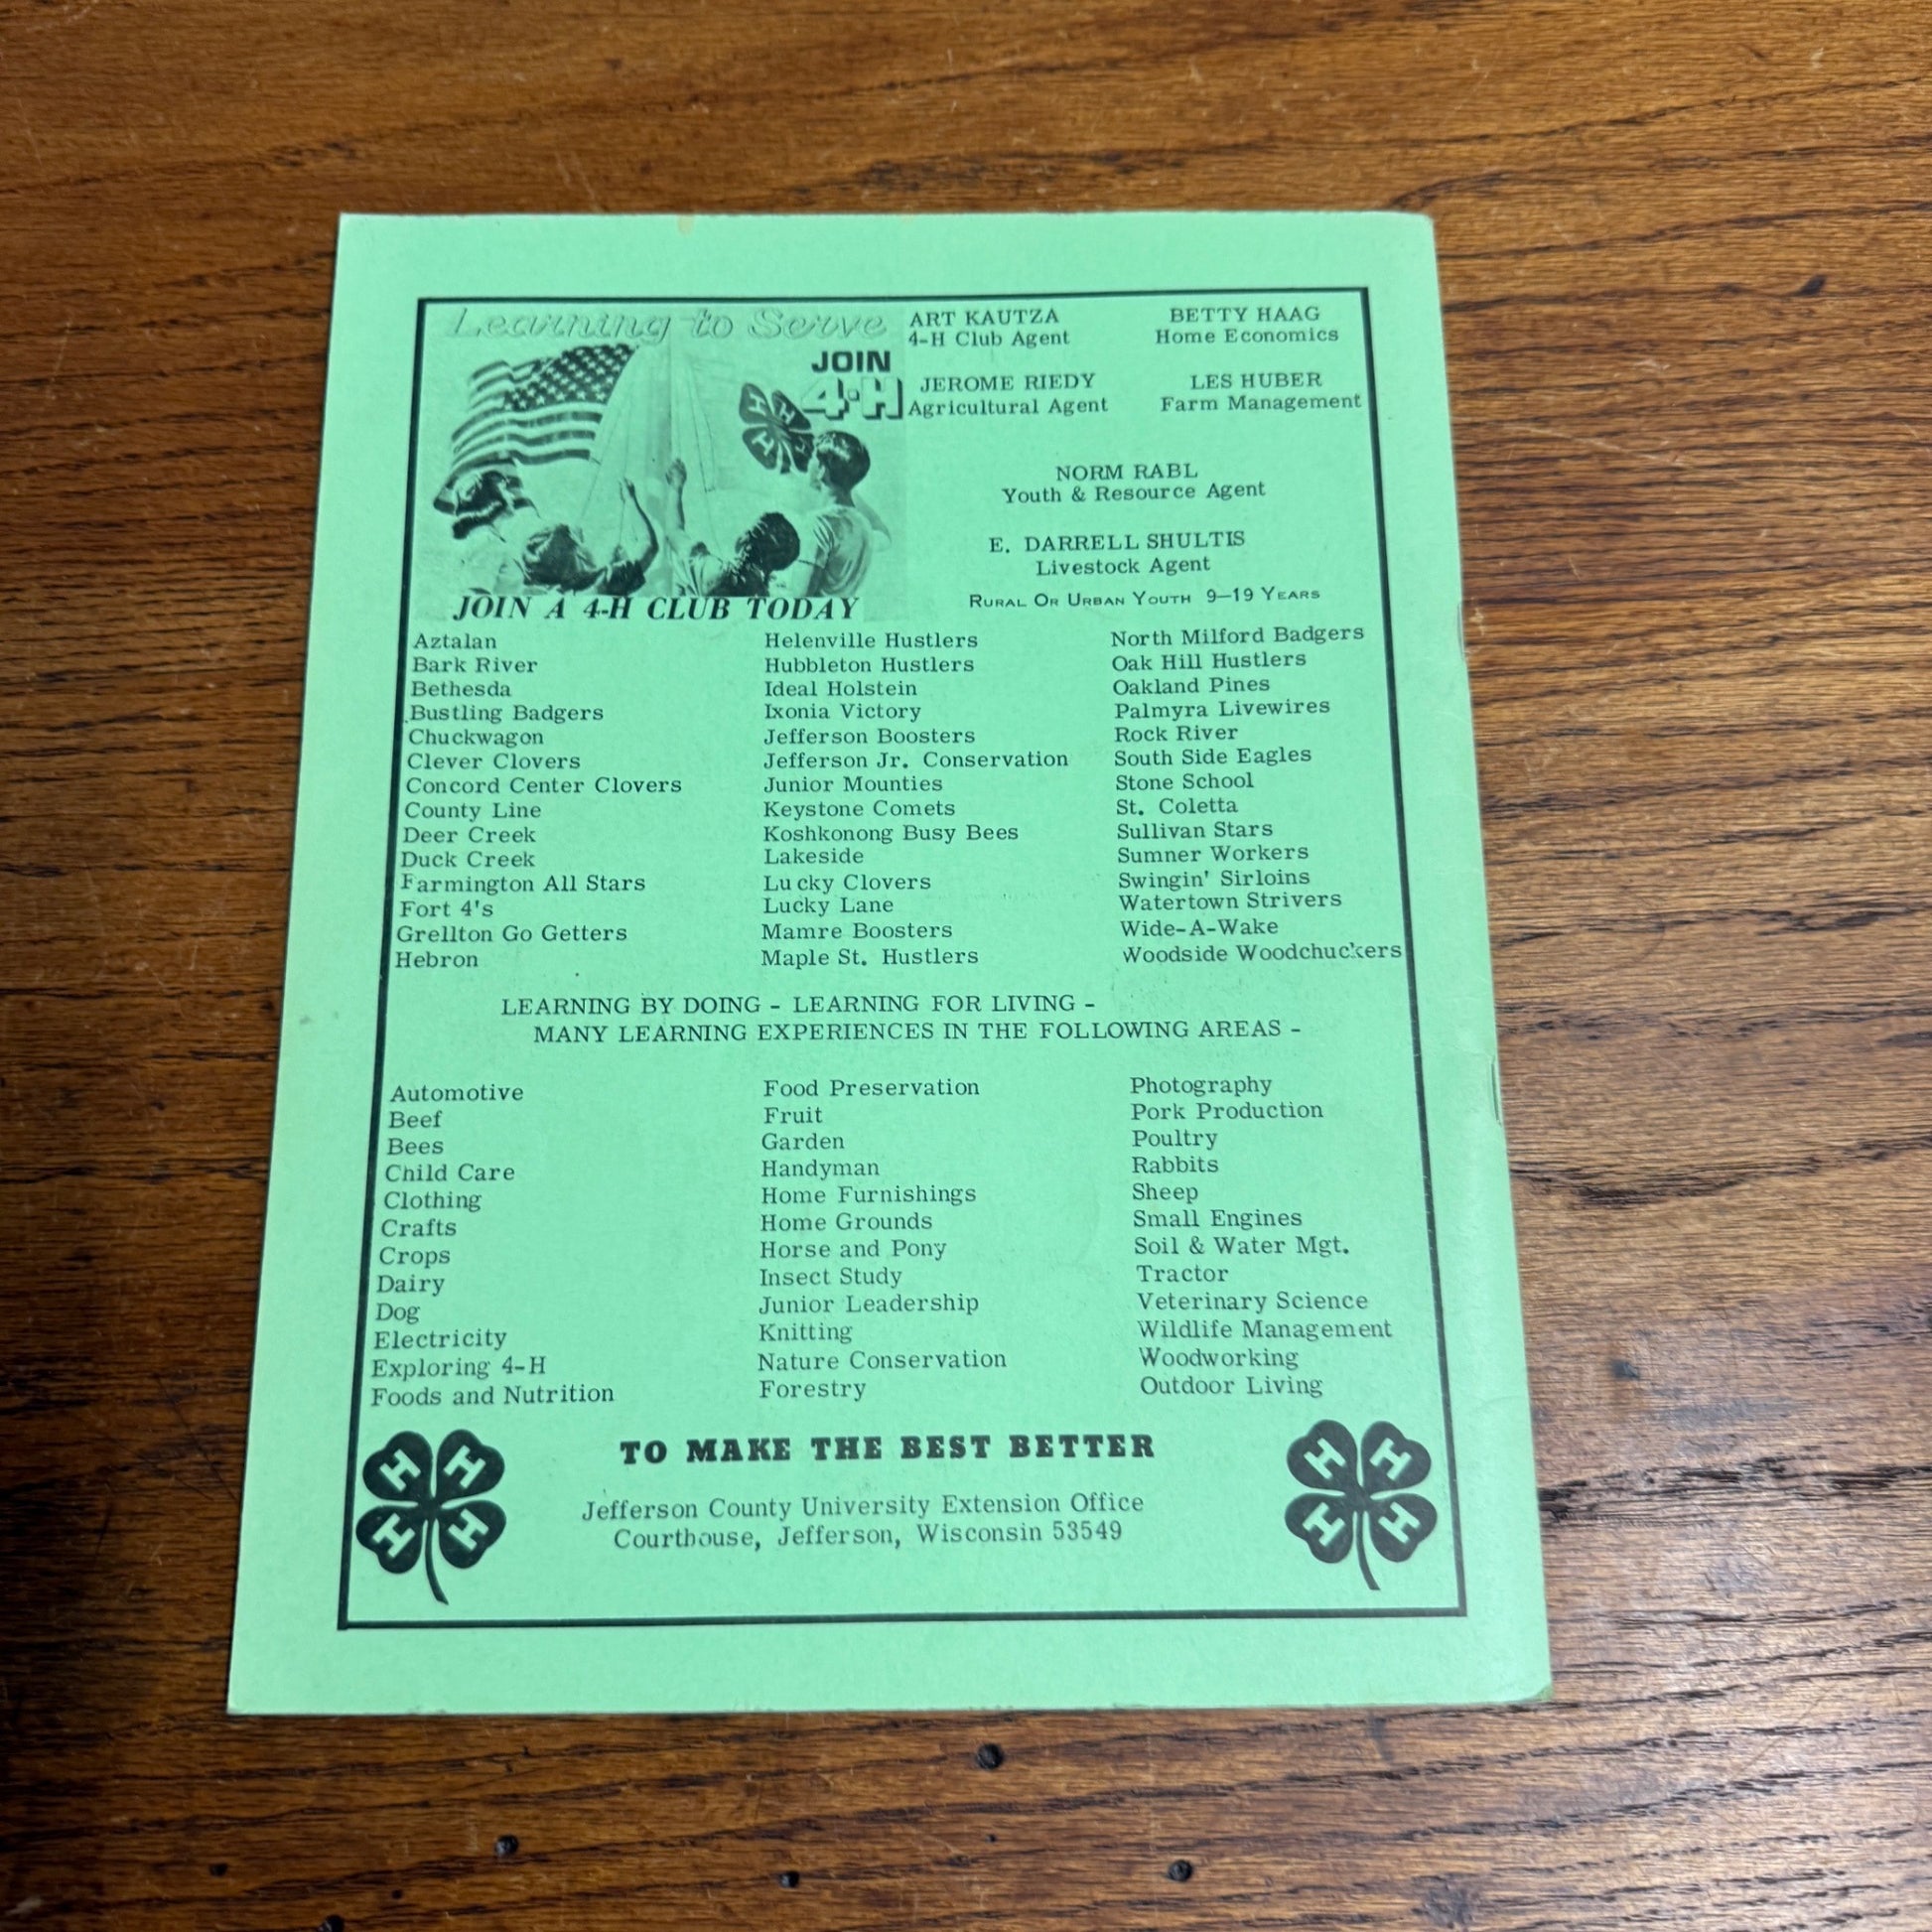 Learning to Serve
JOIN
4-H
JOIN A 4-H CLUB TODAY
ART KAUTZA
4-H Club Agent
BETTY HAAG
Home Economics
JEROME RIEDY
Agricultural Agent
LES HUBER
Farm Management
NORM RABL
Youth & Resource Agent
E. DARRELL SHULTIS
Livestock Agent
RURAL OR URBAN YOUTH 9–19 YEARS
Aztalan
Bark River
Bethesda
Bustling Badgers
Chuckwagon
Clever Clovers
Concord Center Clovers
County Line
Deer Creek
Duck Creek
Farmington All Stars
Fort 4's
Grellton Go Getters
Hebron
Helenville Hustlers
Hubbleton Hustlers
Ideal Holstein
Ixonia Victory
Jefferson Boosters
Jefferson Jr. Conservation
Junior Mounties
Keystone Comets
Koshkonong Busy Bees
Lakeside
Lucky Clovers
Lucky Lane
Mamre Boosters
Maple St. Hustlers
North Milford Badgers
Oak Hill Hustlers
Oakland Pines
Palmyra Livewires
Rock River
South Side Eagles
Stone School
St. Coletta
Sullivan Stars
Sumner Workers
Swingin' Sirloins
Watertown Strivers
Wide-A-Wake
Woodside Woodchuckers
LEARNING BY DOING - LEARNING FOR LIVING -
MANY LEARNING EXPERIENCES IN THE FOLLOWING AREAS -
Automotive
Beef
Bees
Child Care
Clothing
Crafts
Crops
Dairy
Dog
Electricity
Exploring 4-H
Foods and Nutrition
Food Preservation
Fruit
Garden
Handyman
Home Furnishings
Home Grounds
Horse and Pony
Insect Study
Junior Leadership
Knitting
Nature Conservation
Forestry
Photography
Pork Production
Poultry
Rabbits
Sheep
Small Engines
Soil & Water Mgt.
Tractor
Veterinary Science
Wildlife Management
Woodworking
Outdoor Living
H H
H H
TO MAKE THE BEST BETTER
Jefferson County University Extension Office
Courthouse, Jefferson, Wisconsin 53549
H H
H H